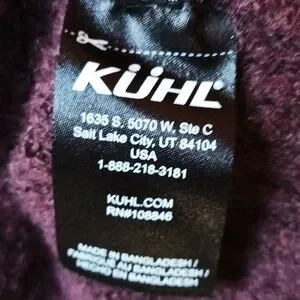 KÜHL
1635 S. 5070 W, Ste C
Salt Lake City, UT 84104
USA
1-888-218-3181
KUHL.COM
RN#108846
MADE IN BANGLADESH /
FABRIQUÉ AU BANGLADESH /
HECHO EN BANGLADESH